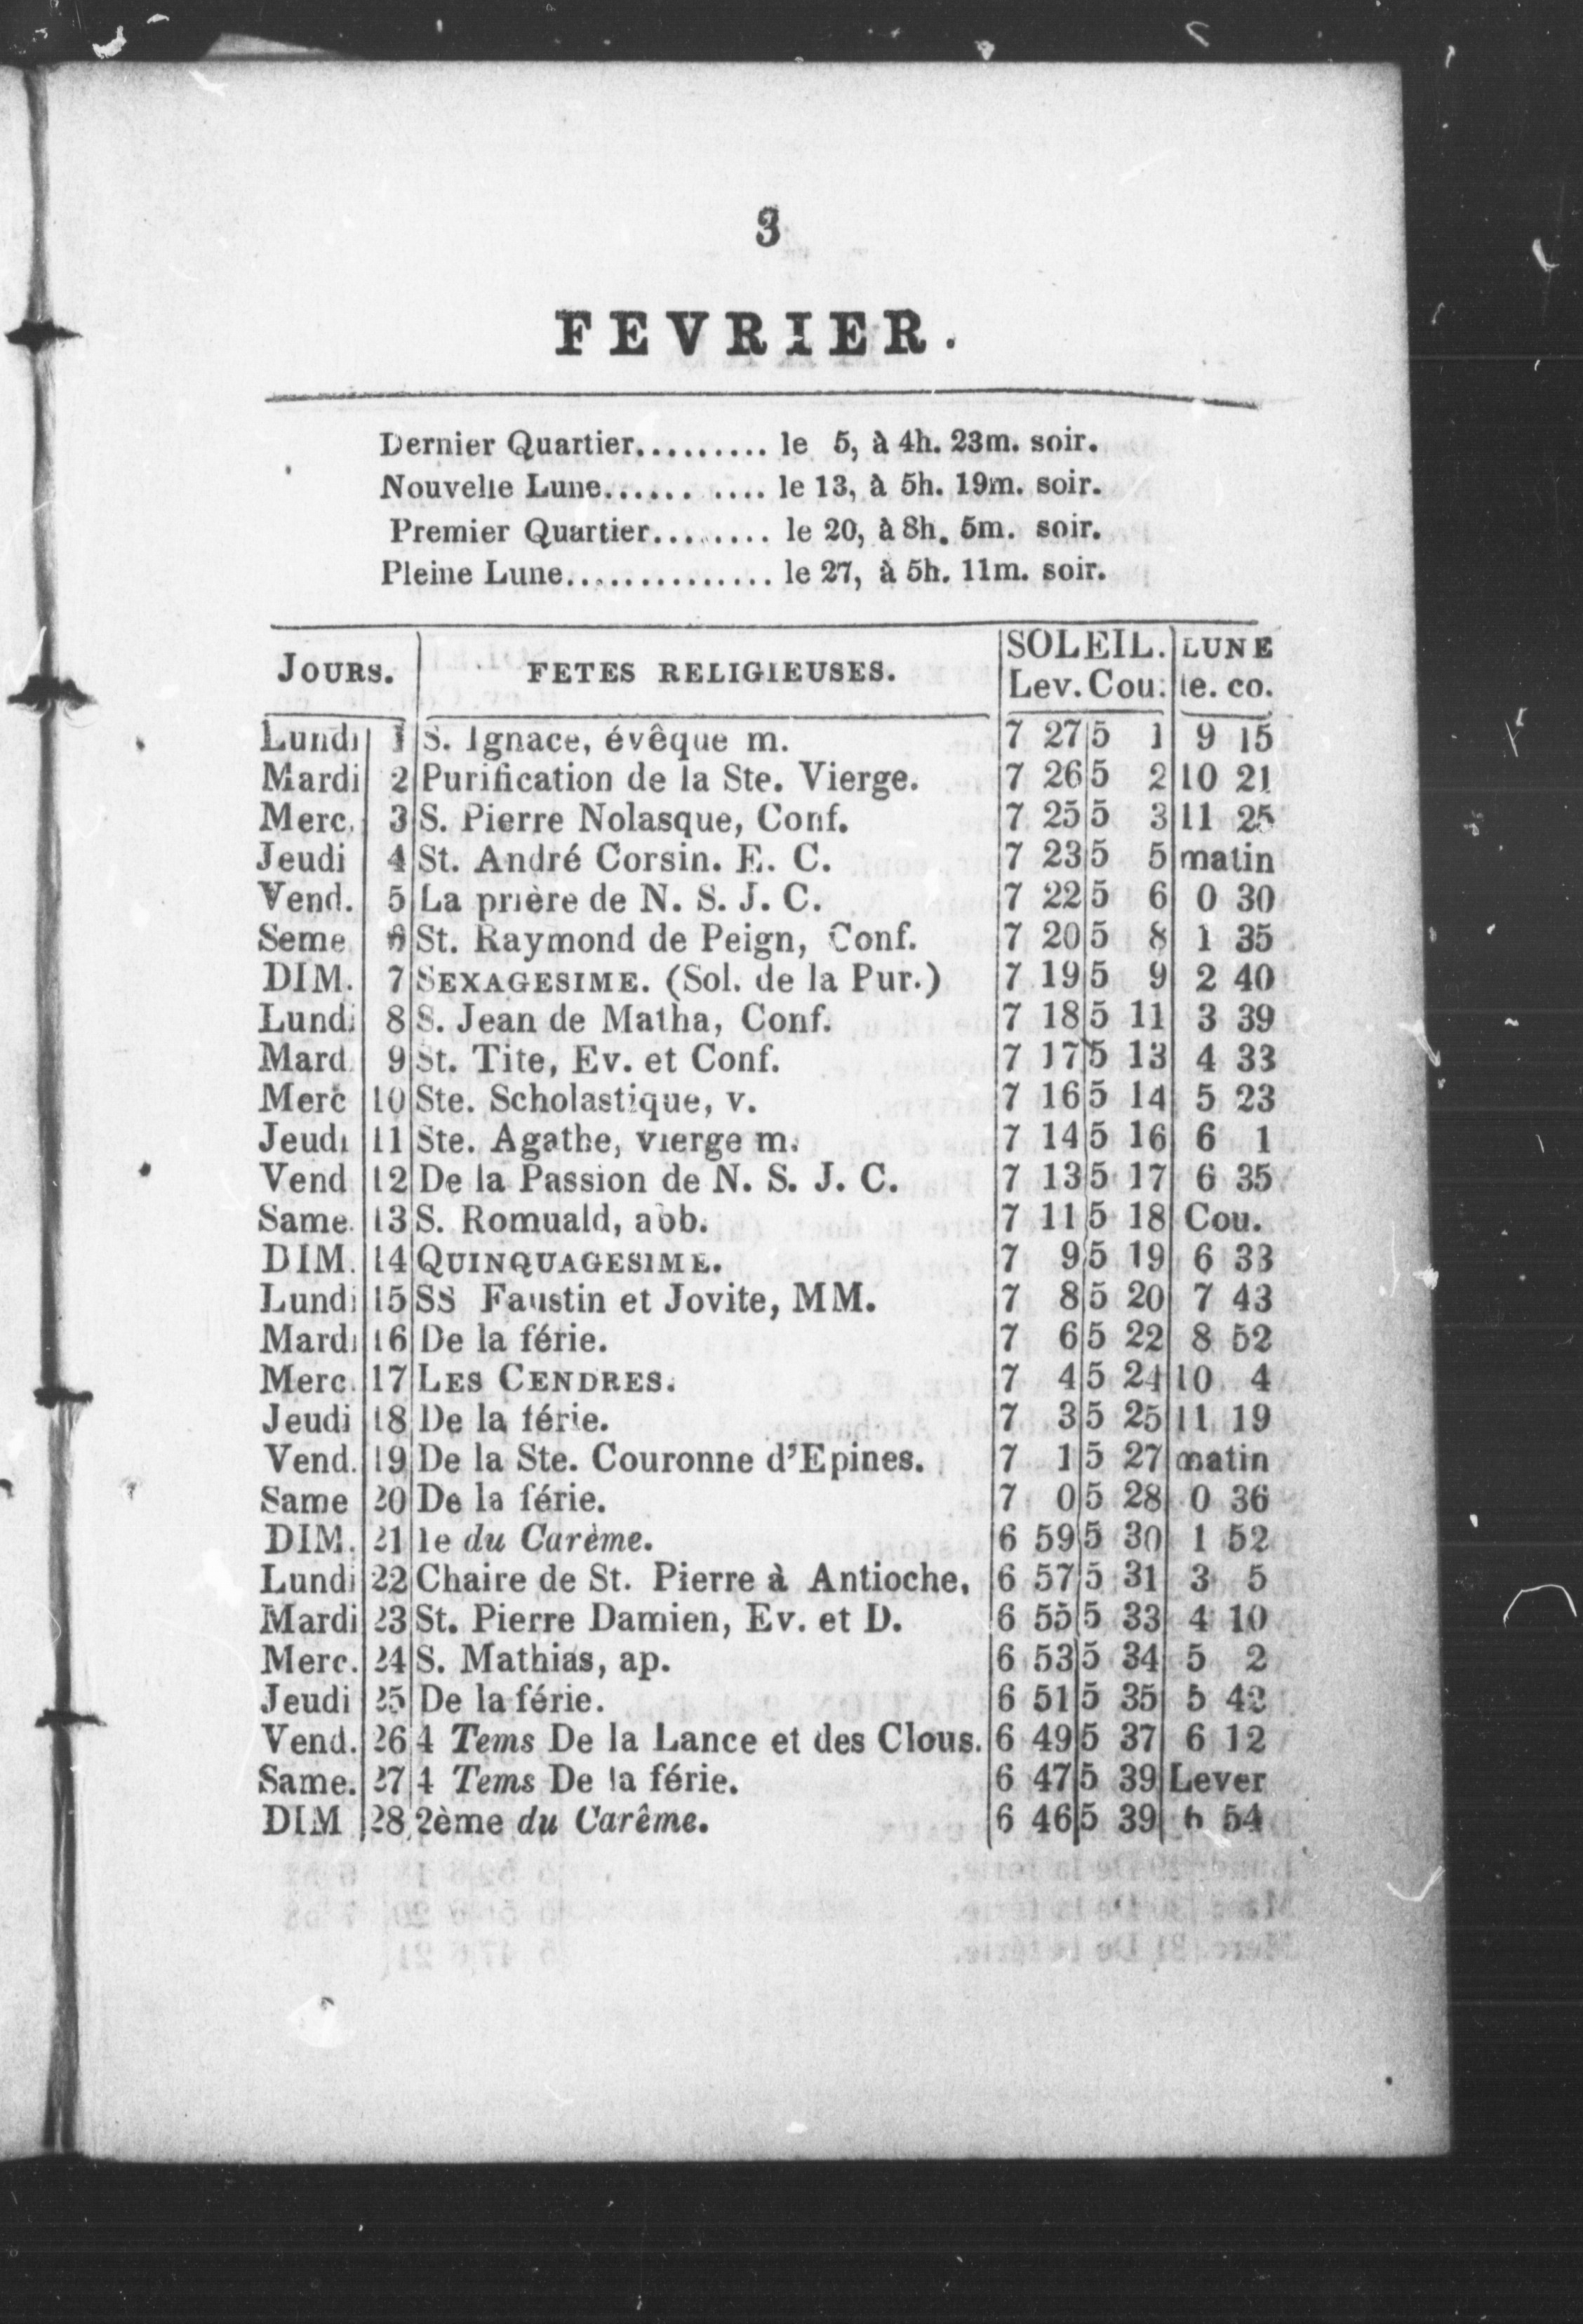 3
FEVRIER.
Dernier Quartier......... le 5, à 4h. 23m. soir.
Nouvelle Lune...... .... le 13, à 5h. 19m. soir.
Premier Quartier........ le 20, à 8h. 5m. soir.
Pleine Lune.............. le 27, à 5h. 11m. soir.
JOURS. FETES RELIGIEUSES. SOLEIL. LUNE
Lev. Cou: le. co.
Lundi 1 S. Ignace, évêque m. 7 27 5 1 9 15
Mardi 2 Purification de la Ste. Vierge. 7 26 5 2 10 21
Merc. 3 S. Pierre Nolasque, Conf. 7 25 5 3 11 25
Jeudi 4 St. André Corsin. E. C. 7 23 5 5 matin
Vend. 5 La prière de N. S. J. C. 7 22 5 6 0 30
Seme 6 St. Raymond de Peign, Conf. 7 20 5 8 1 35
DIM. 7 SEXAGESIME. (Sol. de la Pur.) 7 19 5 9 2 40
Lundi 8 S. Jean de Matha, Conf. 7 18 5 11 3 39
Mard 9 St. Tite, Ev. et Conf. 7 17 5 13 4 33
Merc 10 Ste. Scholastique, v. 7 16 5 14 5 23
Jeudi 11 Ste. Agathe, vierge m. 7 14 5 16 6 1
Vend 12 De la Passion de N. S. J. C. 7 13 5 17 6 35
Same. 13 S. Romuald, abb. 7 11 5 18 Cou.
DIM. 14 QUINQUAGESIME. 7 9 5 19 6 33
Lundi 15 SS Faustin et Jovite, MM. 7 8 5 20 7 43
Mardi 16 De la férie. 7 6 5 22 8 52
Merc. 17 LES CENDRES. 7 4 5 24 10 4
Jeudi 18 De la férie. 7 3 5 25 11 19
Vend. 19 De la Ste. Couronne d'Epines. 7 1 5 27 matin
Same 20 De la férie. 7 0 5 28 0 36
DIM. 21 1e du Carème. 6 59 5 30 1 52
Lundi 22 Chaire de St. Pierre à Antioche, 6 57 5 31 3 5
Mardi 23 St. Pierre Damien, Ev. et D. 6 55 5 33 4 10
Merc. 24 S. Mathias, ap. 6 53 5 34 5 2
Jeudi 25 De la férie. 6 51 5 35 5 42
Vend. 26 4 Tems De la Lance et des Clous. 6 49 5 37 6 12
Same. 27 4 Tems De la férie. 6 47 5 39 Lever
DIM 28 2ème du Carême. 6 46 5 39 6 54